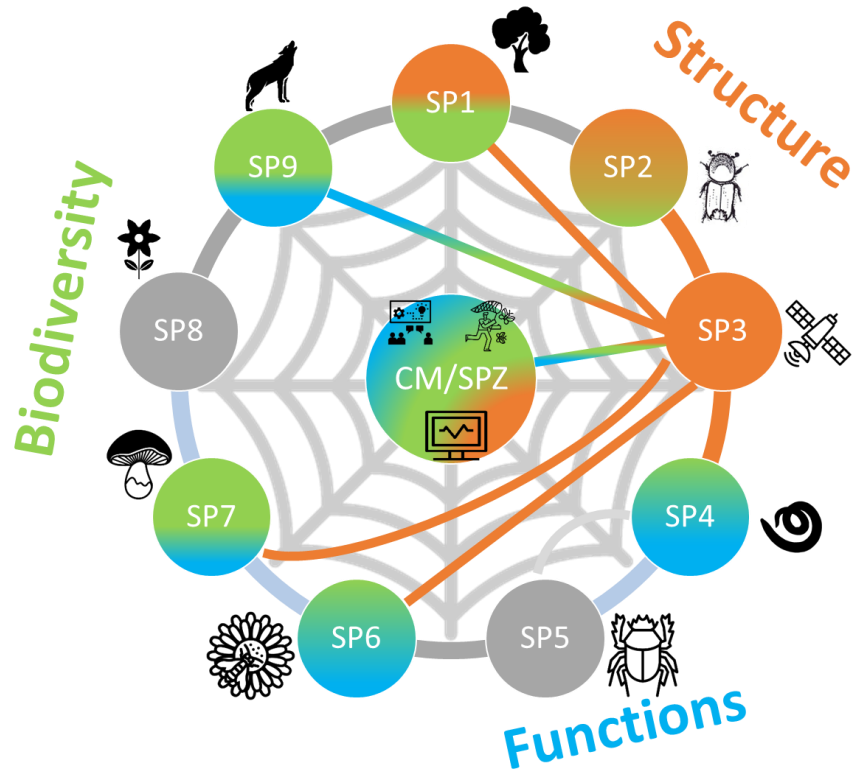 Structure
SP1
SP2
SP9
Biodiversity
SP8
SP3
CM/SPZ
SP7
SP4
SP6
SP5
Functions